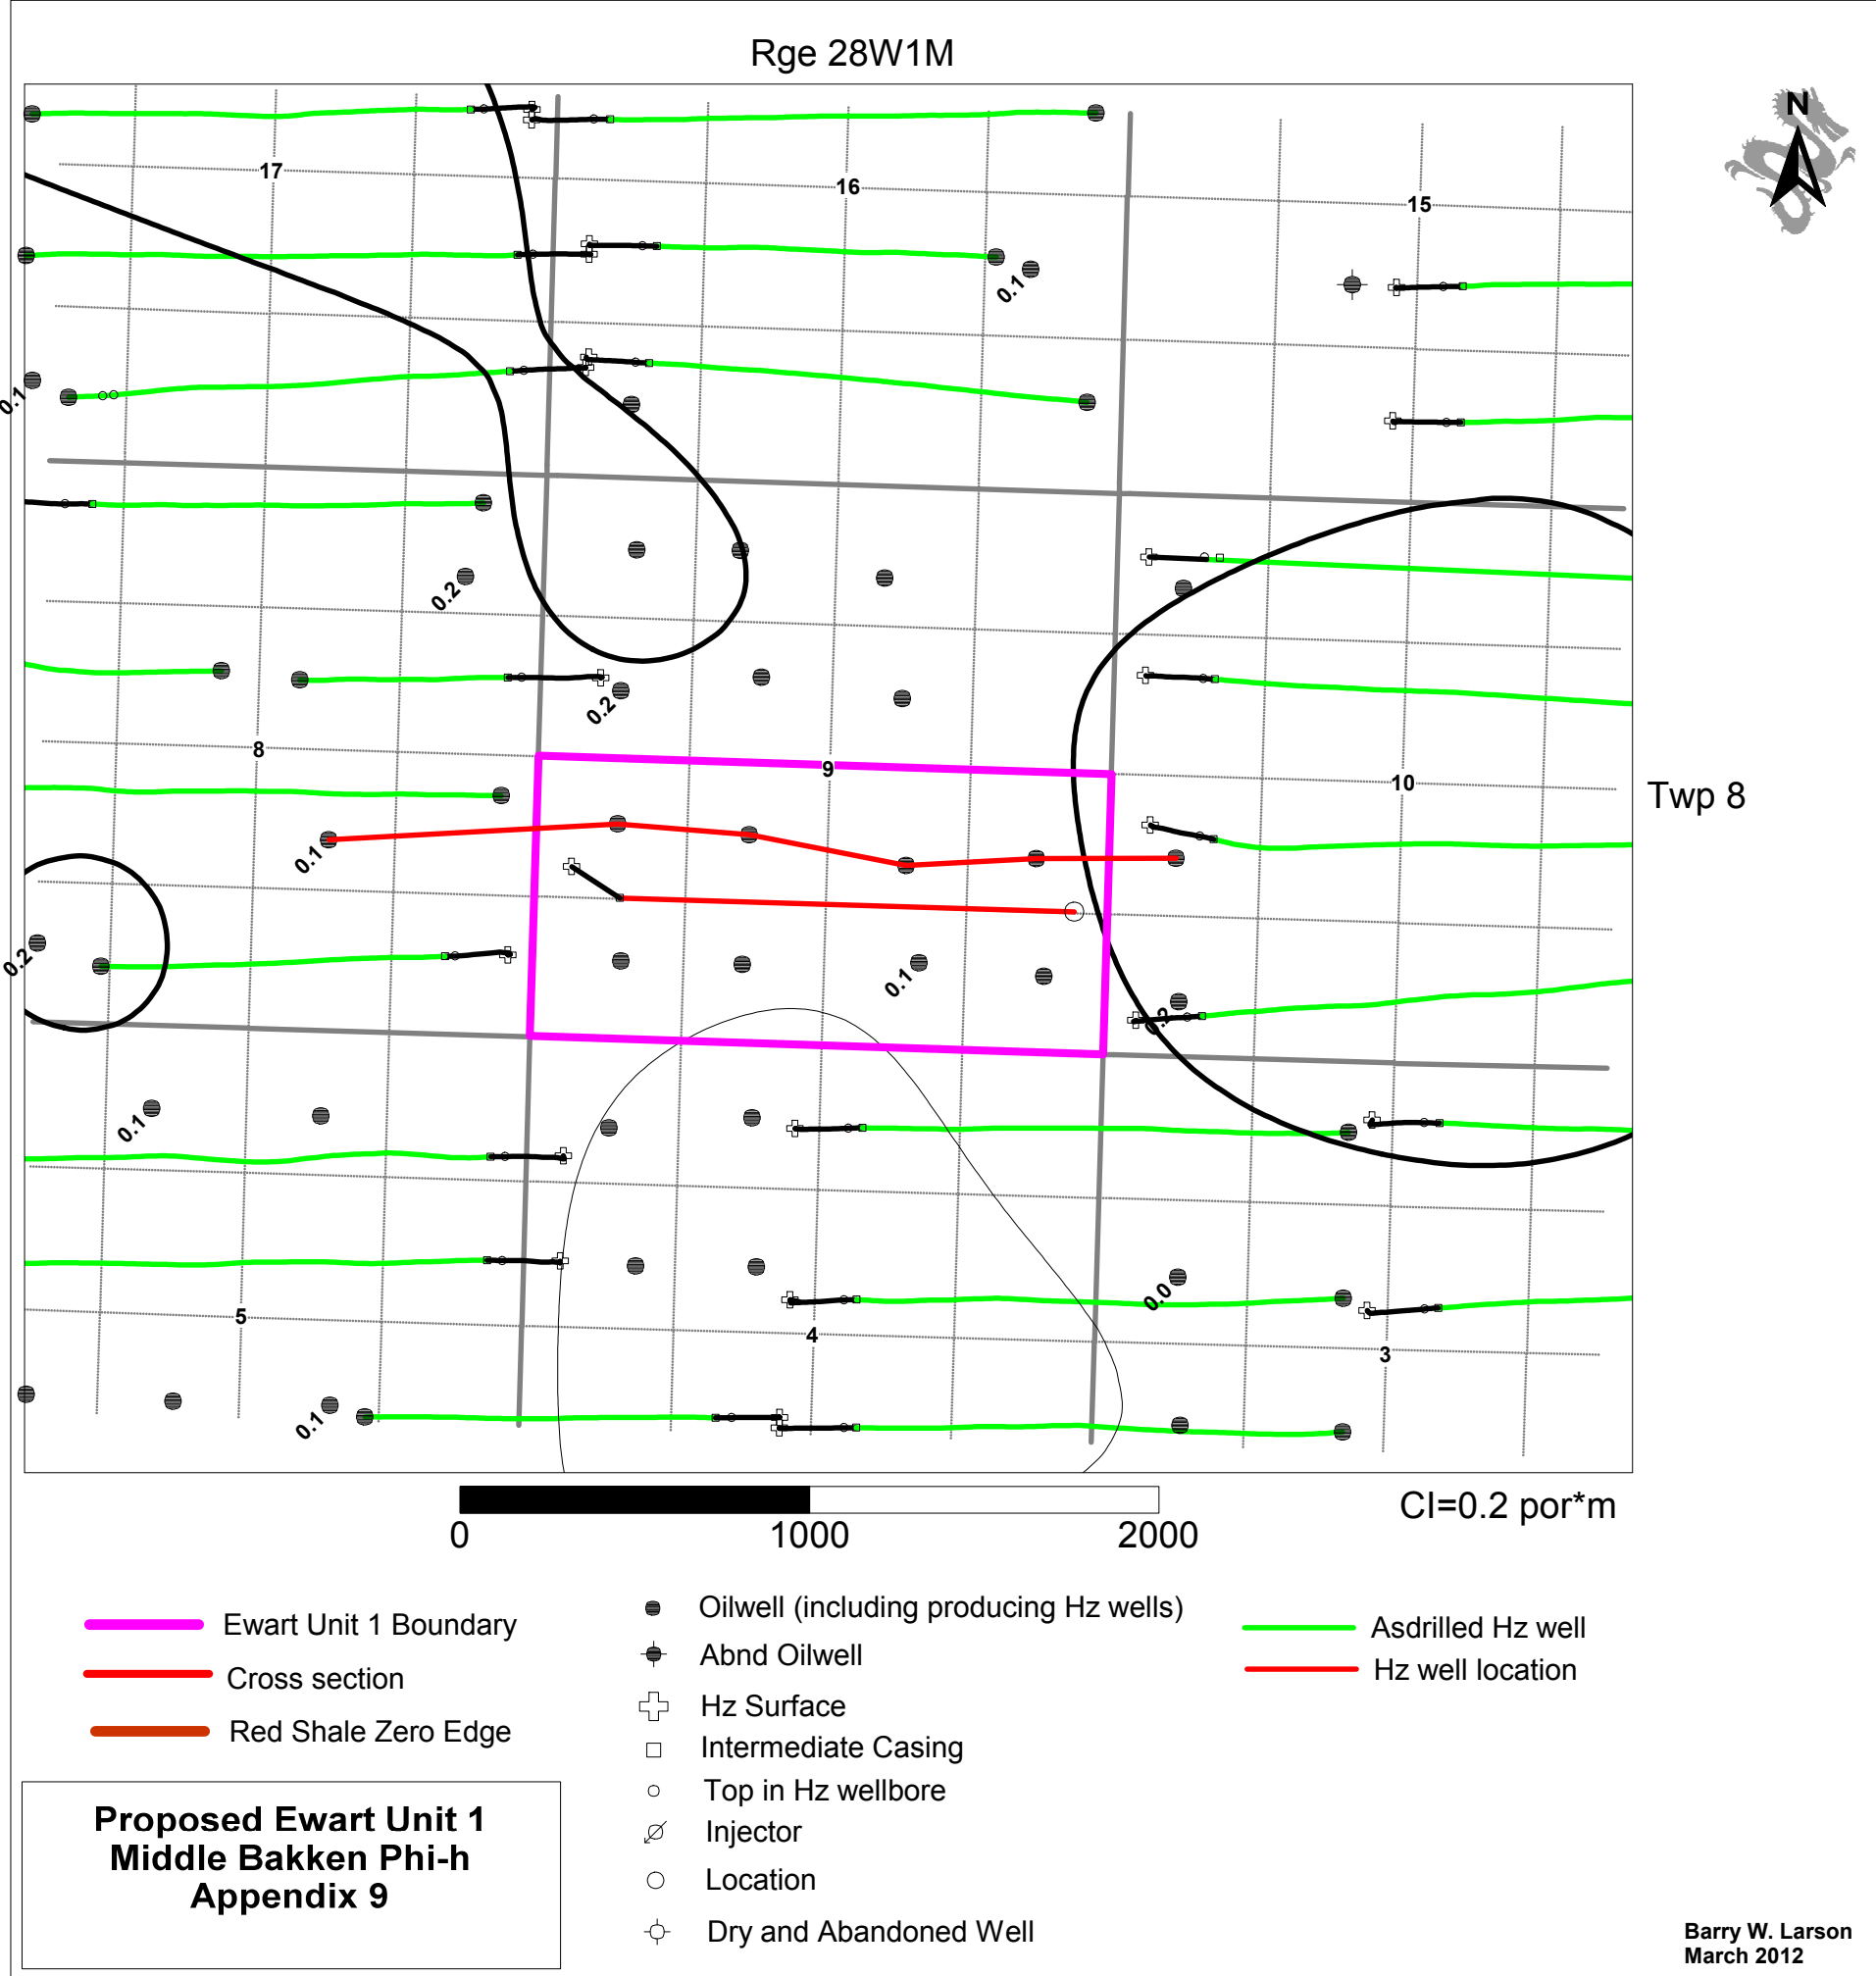 Rge 28W1M
N
17
16
15
0.1
0.1
0.2
0.2
8
9
10
Twp 8
0.1
0.2
0.1
0.2
0.1
0.0
5
4
3
0.1
CI=0.2 por*m
0
1000
2000
Ewart Unit 1 Boundary
Cross section
Red Shale Zero Edge
Oilwell (including producing Hz wells)
Abnd Oilwell
Hz Surface
Intermediate Casing
Top in Hz wellbore
Injector
Location
Dry and Abandoned Well
Asdrilled Hz well
Hz well location
Proposed Ewart Unit 1
Middle Bakken Phi-h
Appendix 9
Barry W. Larson
March 2012